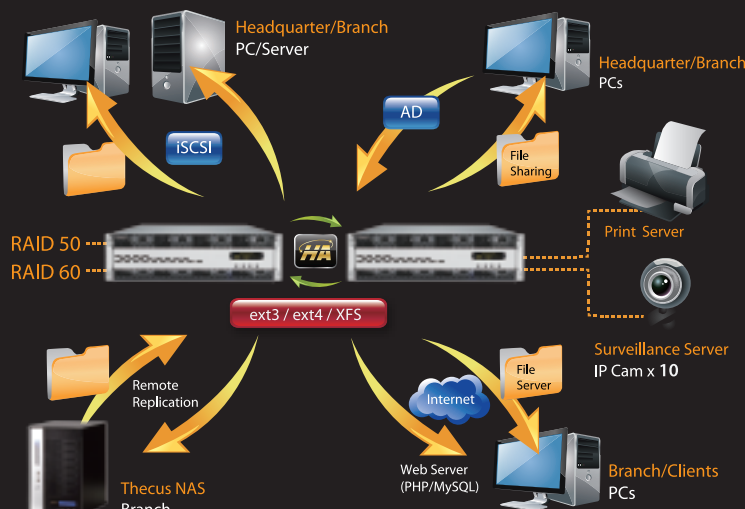 Headquarter/Branch
PC/Server
Headquarter/Branch
PCs
AD
iSCSI
File
Sharing
Print Server
RAID 50
RAID 60
HA
ext3 / ext4 / XFS
Surveillance Server
IP Cam x 10
Remote
Replication
File
Server
Internet
Web Server
(PHP/MySQL)
Branch/Clients
PCs
Thecus NAS
Branch